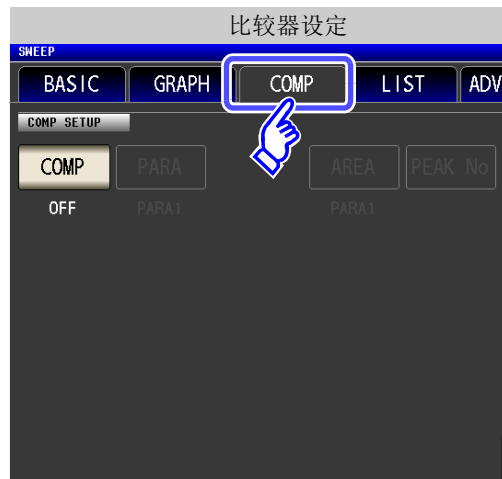 比较器设定
SWEEP
BASIC GRAPH COMP LIST ADV
COMP SETUP
COMP PARA AREA PEAK No
OFF PARA1 PARA1